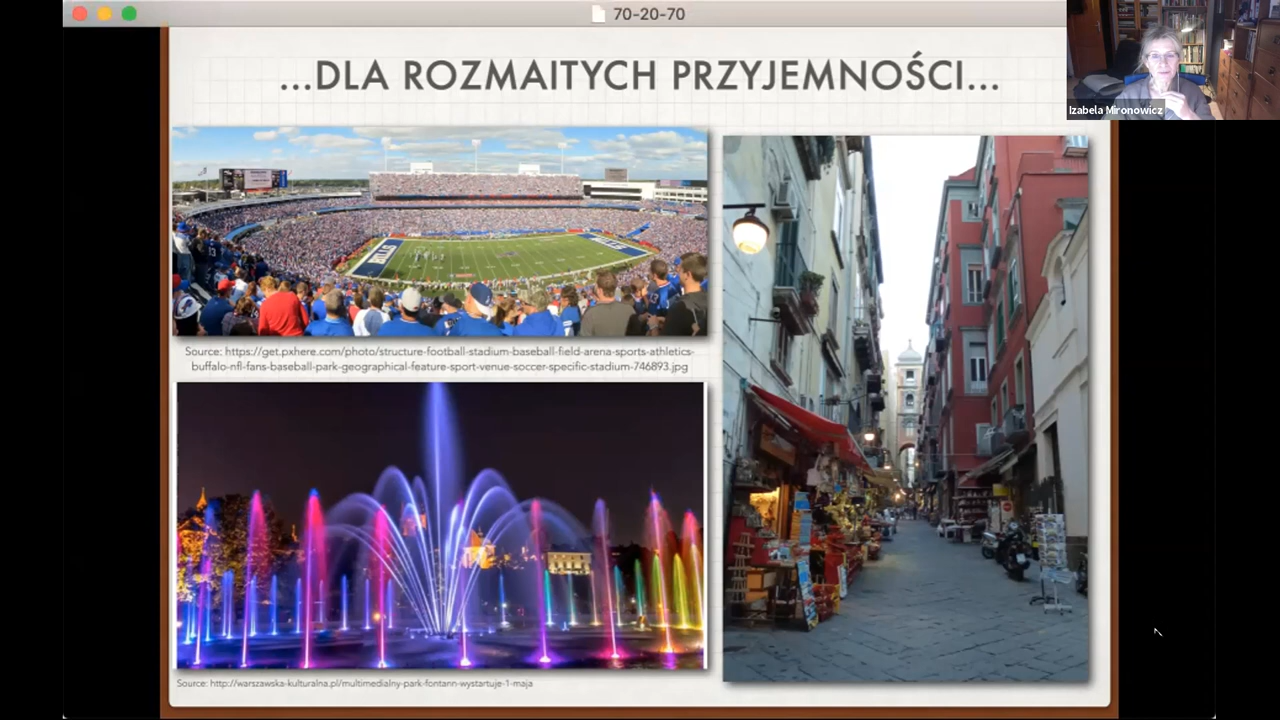 70-20-70
Izabela Mironowicz
...DLA ROZMAITYCH PRZYJEMNOŚCI...
BILLS
Source: https://get.pxhere.com/photo/structure-football-stadium-baseball-field-arena-sports-athletics-
buffalo-nfl-fans-baseball-park-geographical-feature-sport-venue-soccer-specific-stadium-746893.jpg
Source: http://warszawska-kulturalna.pl/multimedialny-park-fontann-wystartuje-1-maja